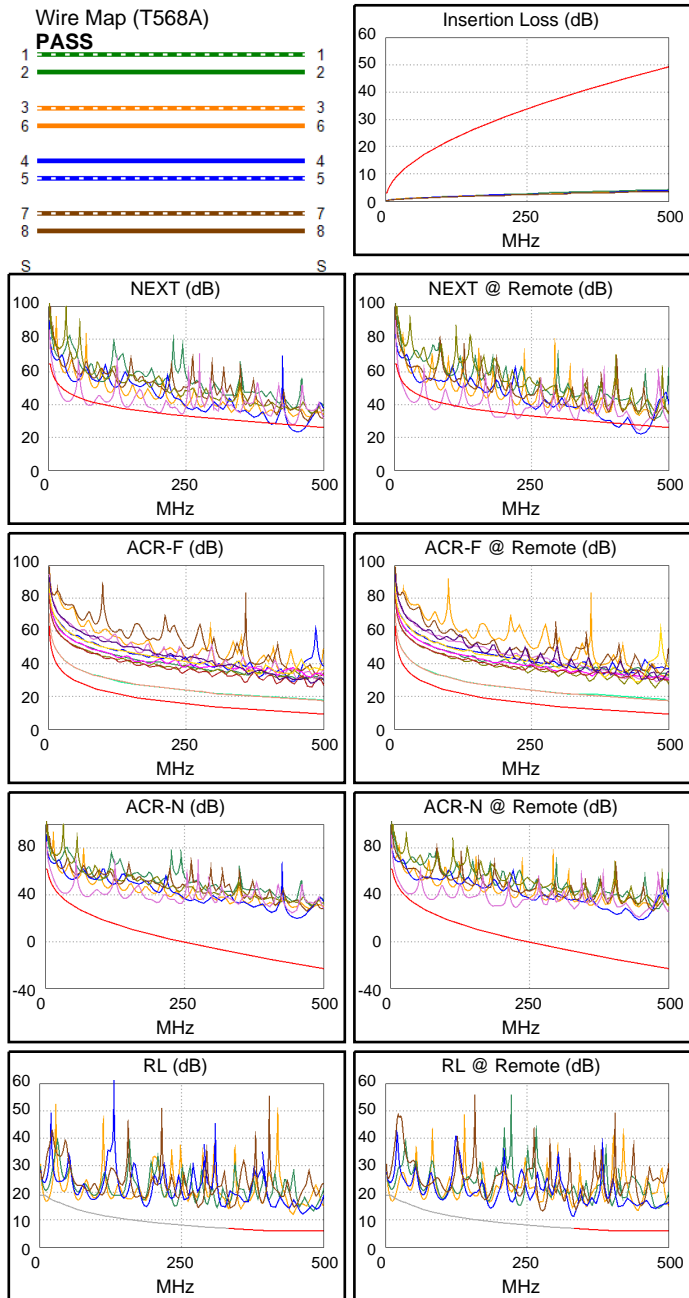 Wire Map (T568A)
PASS
1 1
2 2
3 3
6 6
4 4
5 5
7 7
8 8
S S
Insertion Loss (dB)
60
50
40
30
20
10
0
0 250 500
MHz
NEXT (dB)
100
80
60
40
20
0
0 250 500
MHz
NEXT @ Remote (dB)
100
80
60
40
20
0
0 250 500
MHz
ACR-F (dB)
100
80
60
40
20
0
0 250 500
MHz
ACR-F @ Remote (dB)
100
80
60
40
20
0
0 250 500
MHz
ACR-N (dB)
80
40
0
-40
0 250 500
MHz
ACR-N @ Remote (dB)
80
40
0
-40
0 250 500
MHz
RL (dB)
60
50
40
30
20
10
0
0 250 500
MHz
RL @ Remote (dB)
60
50
40
30
20
10
0
0 250 500
MHz